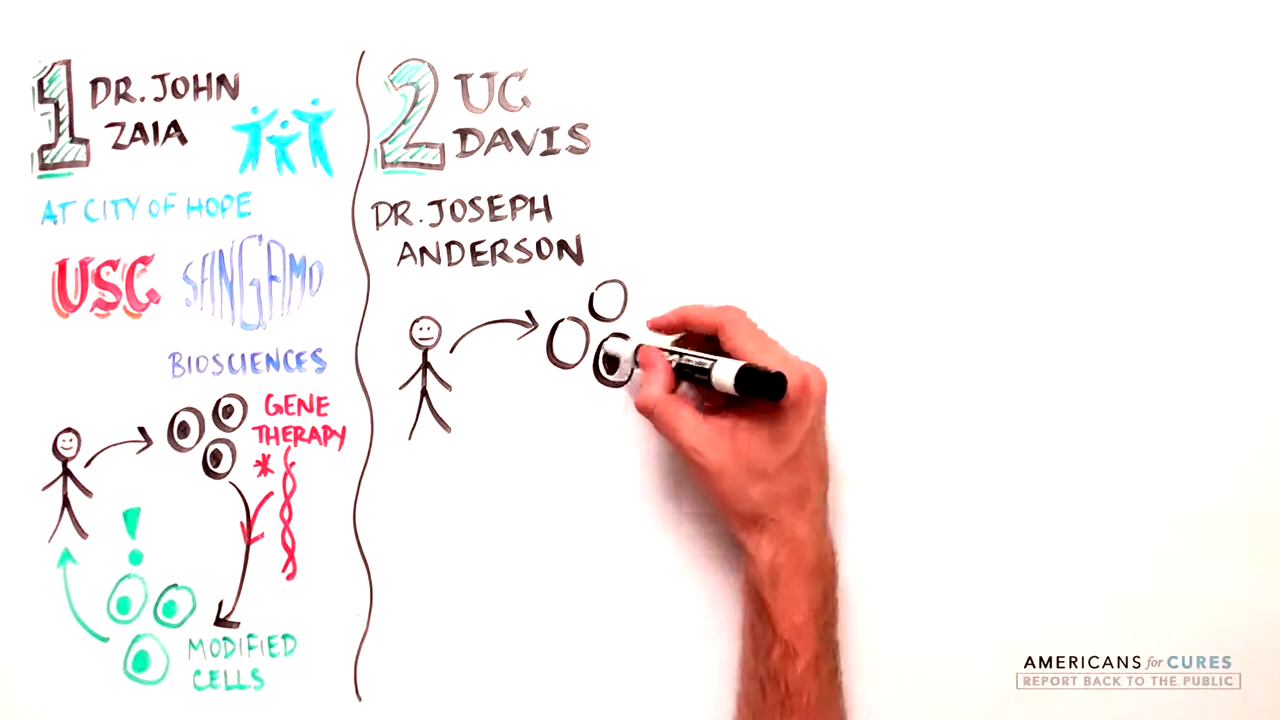 1 DR. JOHN
ZAIA
AT CITY OF HOPE
USC SANGAMO
BIOSCIENCES
GENE
THERAPY
*
!
MODIFIED
CELLS
2 UC
DAVIS
DR. JOSEPH
ANDERSON
AMERICANS for CURES
REPORT BACK TO THE PUBLIC